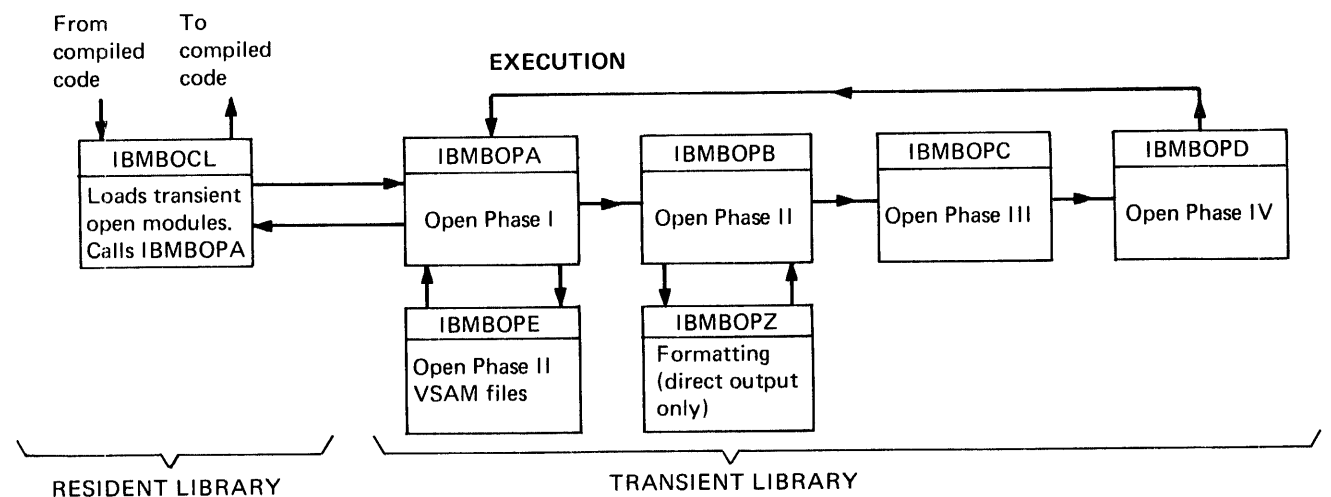 From
compiled
code
To
compiled
code
EXECUTION
IBMBOCL
Loads transient
open modules.
Calls IBMBOPA
IBMBOPA
Open Phase I
IBMBOPB
Open Phase II
IBMBOPC
Open Phase III
IBMBOPD
Open Phase IV
IBMBOPE
Open Phase II
VSAM files
IBMBOPZ
Formatting
(direct output
only)
RESIDENT LIBRARY
TRANSIENT LIBRARY